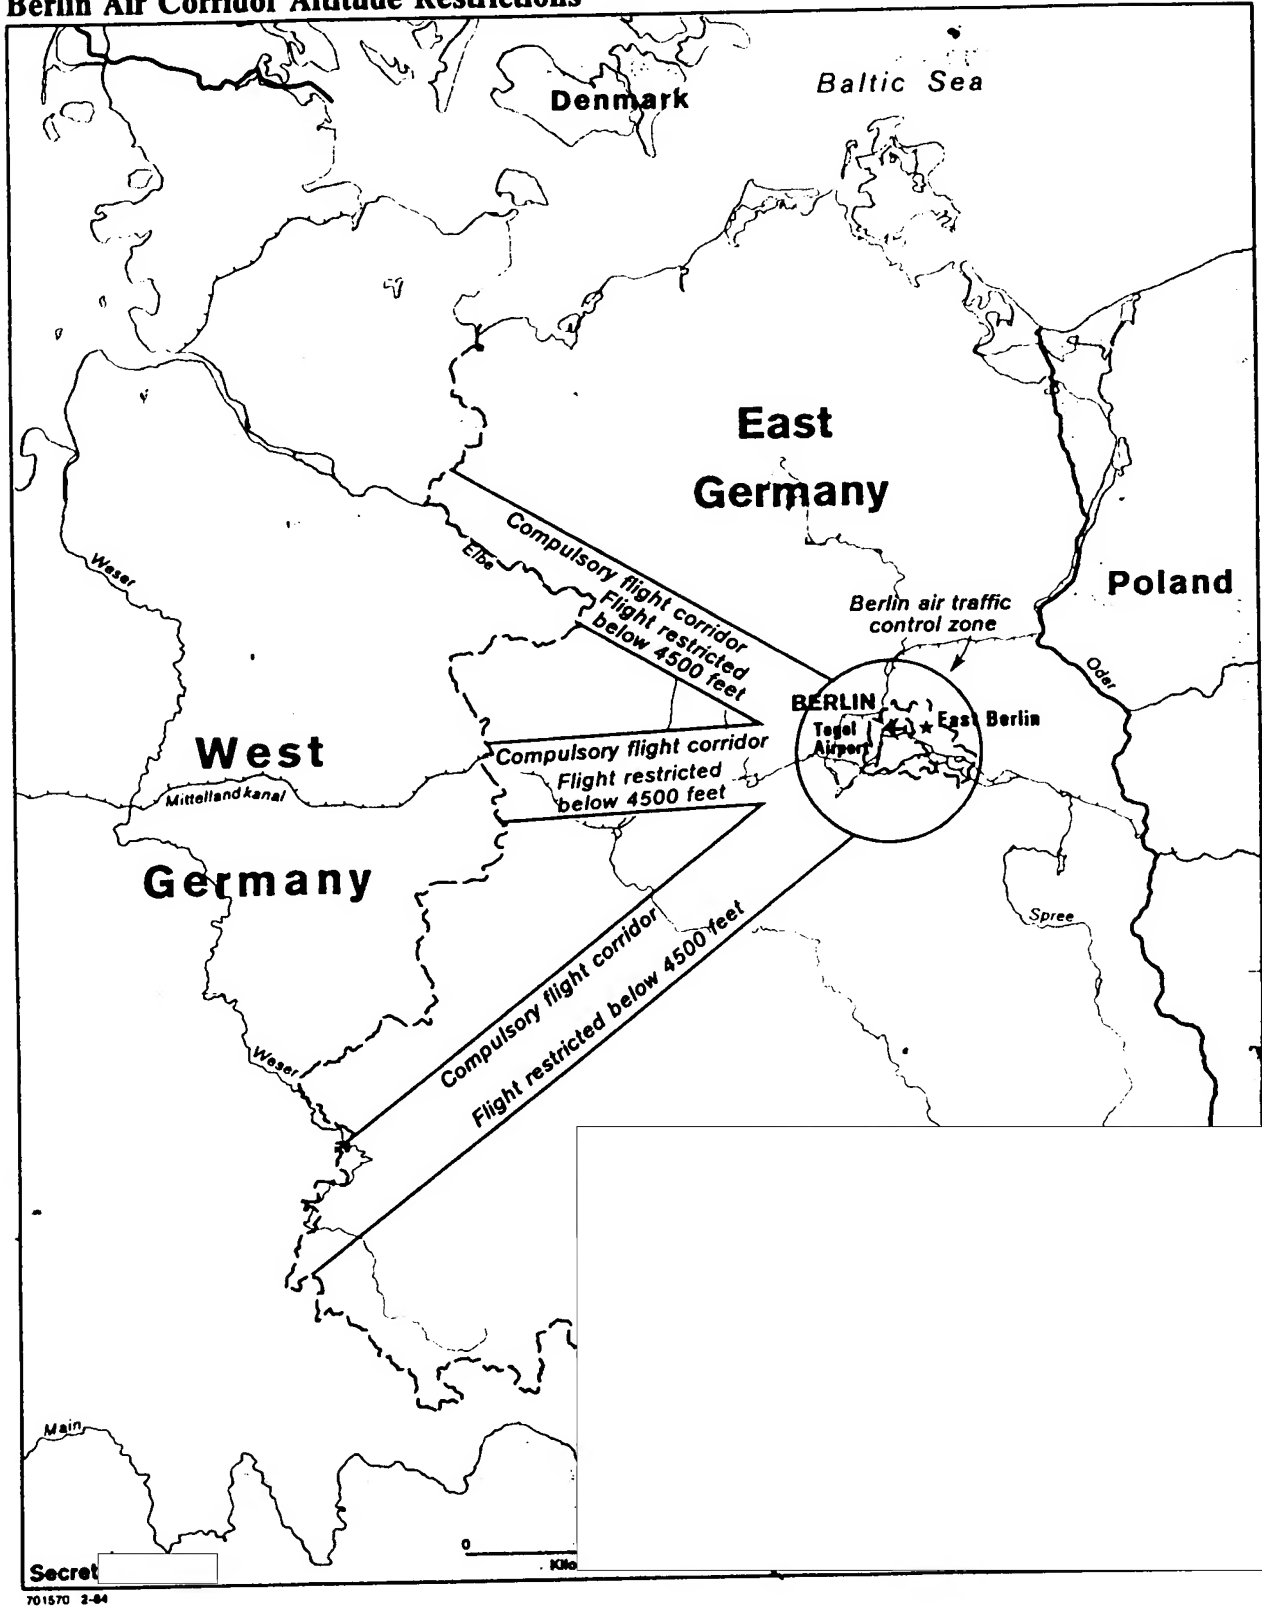 Berlin Air Corridor Altitude Restrictions
Denmark
Baltic Sea
East
Germany
Poland
Weser
Elbe
Compulsory flight corridor
Flight restricted
below 4500 feet
Berlin air traffic
control zone
Oder
BERLIN
East Berlin
Tegel
Airport
West
Germany
Mittellandkanal
Compulsory flight corridor
Flight restricted
below 4500 feet
Spree
Compulsory flight corridor
Flight restricted below 4500 feet
Weser
Main
0
Kilo
Secret
701570 2-84